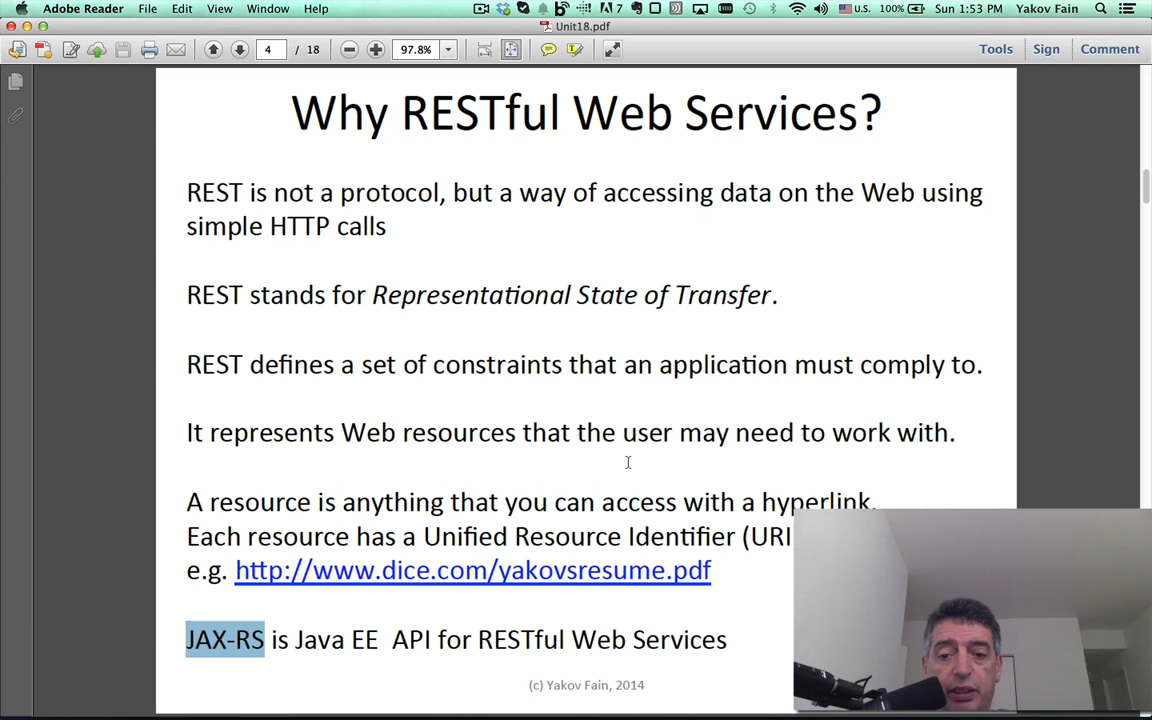 Adobe Reader File Edit View Window Help 7 U.S. 100% Sun 1:53 PM Yakov Fain
Unit18.pdf
4 / 18 97.8% Tools Sign Comment
Why RESTful Web Services?
REST is not a protocol, but a way of accessing data on the Web using
simple HTTP calls
REST stands for Representational State of Transfer.
REST defines a set of constraints that an application must comply to.
It represents Web resources that the user may need to work with.
A resource is anything that you can access with a hyperlink.
Each resource has a Unified Resource Identifier (URI
e.g. http://www.dice.com/yakovsresume.pdf
JAX-RS is Java EE API for RESTful Web Services
(c) Yakov Fain, 2014